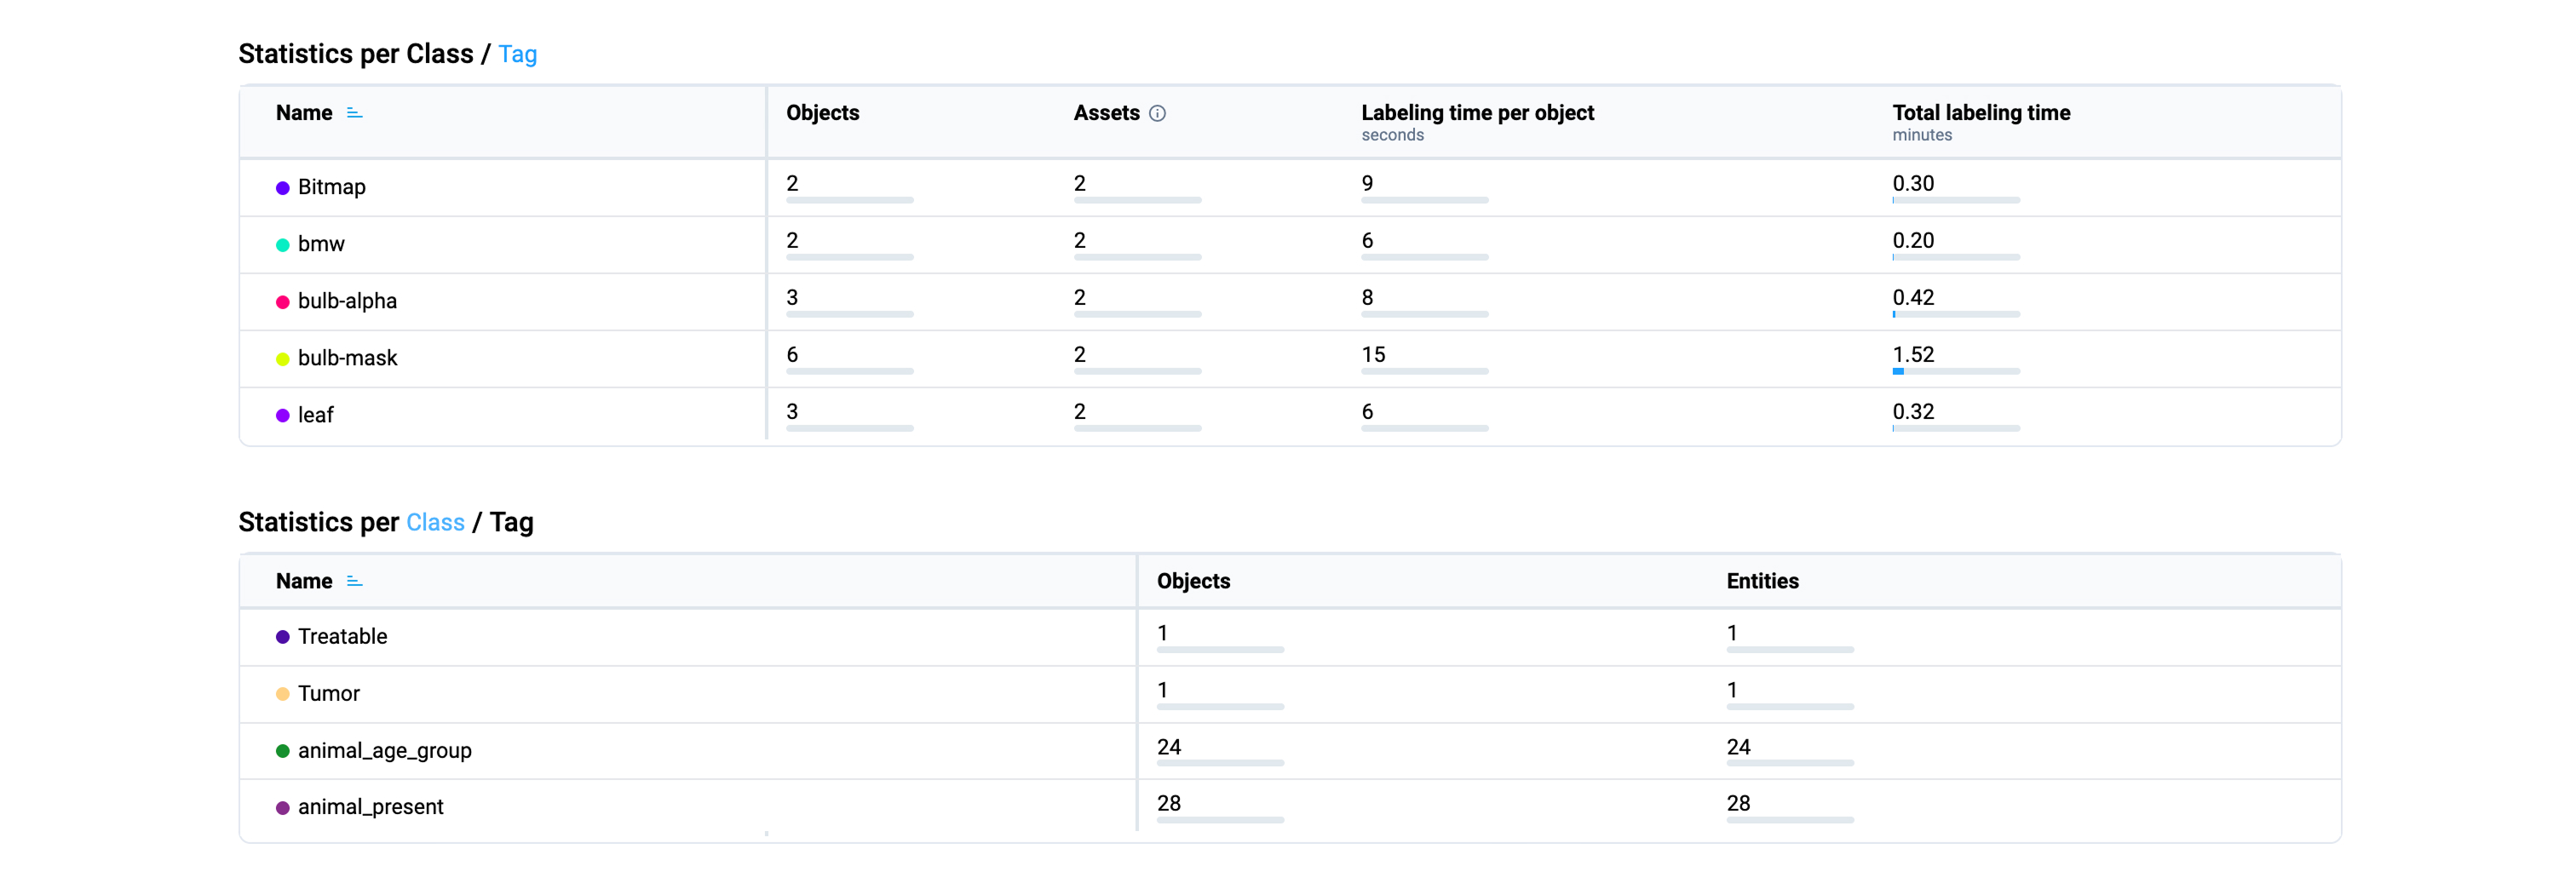 Statistics per Class / Tag
Name Objects Assets Labeling time per object Total labeling time
seconds minutes
Bitmap 2 2 9 0.30
bmw 2 2 6 0.20
bulb-alpha 3 2 8 0.42
bulb-mask 6 2 15 1.52
leaf 3 2 6 0.32
Statistics per Class / Tag
Name Objects Entities
Treatable 1 1
Tumor 1 1
animal_age_group 24 24
animal_present 28 28